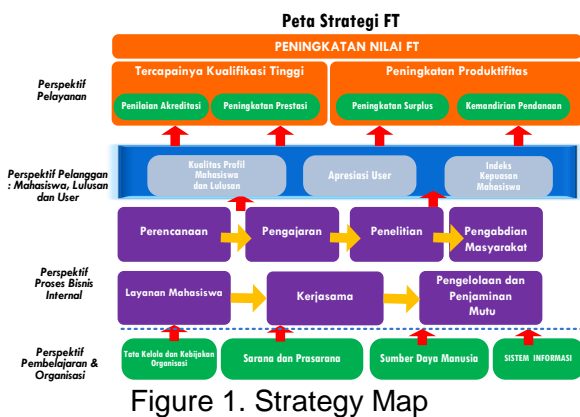 Peta Strategi FT
PENINGKATAN NILAI FT
Perspektif
Pelayanan
Tercapainya Kualifikasi Tinggi
Peningkatan Produktifitas
Penilaian Akreditasi
Peningkatan Prestasi
Peningkatan Surplus
Kemandirian Pendanaan
Perspektif Pelanggan
: Mahasiswa, Lulusan
dan User
Kualitas Profil
Mahasiswa
dan Lulusan
Apresiasi User
Indeks
Kepuasan
Mahasiswa
Perspektif
Proses Bisnis
Internal
Perencanaan
Pengajaran
Penelitian
Pengabdian
Masyarakat
Layanan Mahasiswa
Kerjasama
Pengelolaan dan
Penjaminan
Mutu
Perspektif
Pembelajaran &
Organisasi
Tata Kelola dan Kebijakan
Organisasi
Sarana dan Prasarana
Sumber Daya Manusia
SISTEM INFORMASI
Figure 1. Strategy Map